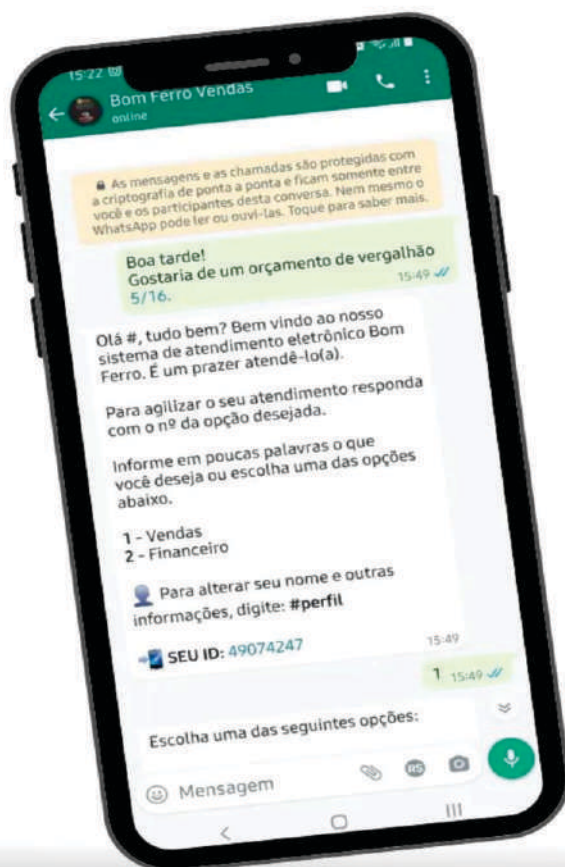 15:22
Bom Ferro Vendas
online
As mensagens e as chamadas são protegidas com
a criptografia de ponta a ponta e ficam somente entre
você e os participantes desta conversa. Nem mesmo o
WhatsApp pode ler ou ouvi-las. Toque para saber mais.
Boa tarde!
Gostaria de um orçamento de vergalhão
5/16.
15:49
Olá #, tudo bem? Bem vindo ao nosso
sistema de atendimento eletrônico Bom
Ferro. É um prazer atendê-lo(a).
Para agilizar o seu atendimento responda
com o nº da opção desejada.
Informe em poucas palavras o que
você deseja ou escolha uma das opções
abaixo.
1 - Vendas
2 - Financeiro
Para alterar seu nome e outras
informações, digite: #perfil
SEU ID: 49074247
15:49
1 15:49
Escolha uma das seguintes opções:
Mensagem
R$